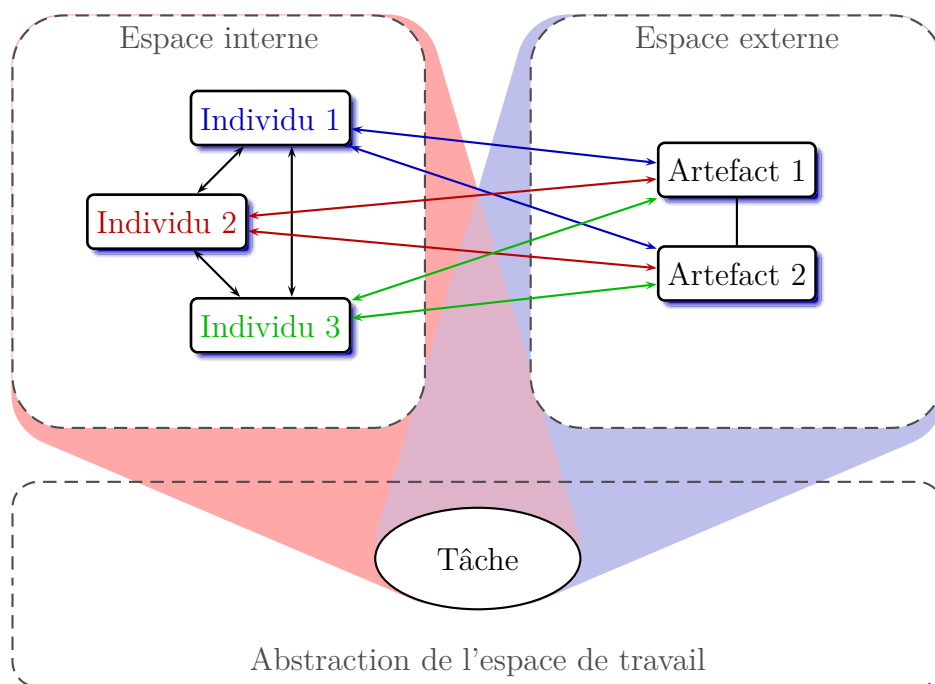 Espace interne
Espace externe
Individu 1
Artefact 1
Individu 2
Artefact 2
Individu 3
Tâche
Abstraction de l'espace de travail